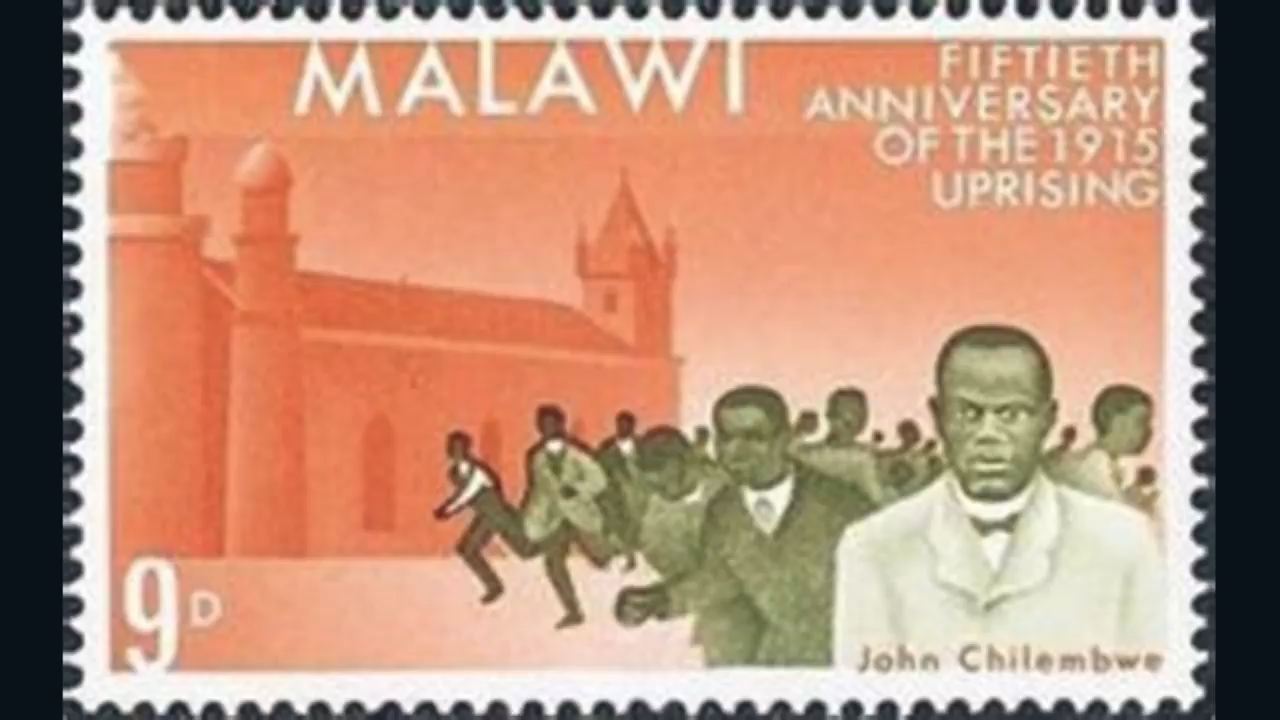 MALAWI
FIFTIETH
ANNIVERSARY
OF THE 1915
UPRISING
9D
John Chilembwe